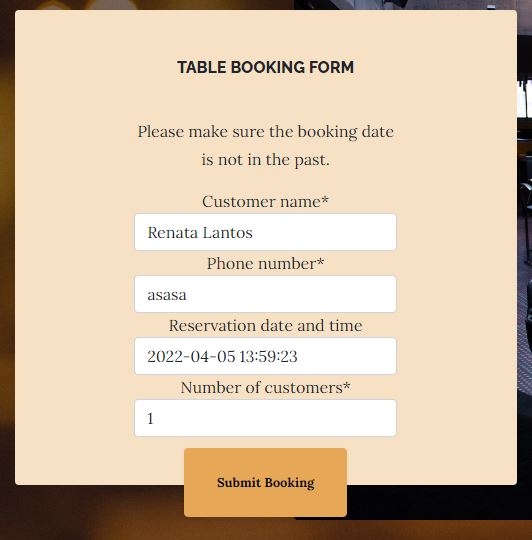 TABLE BOOKING FORM
Please make sure the booking date
is not in the past.
Customer name*
Renata Lantos
Phone number*
asasa
Reservation date and time
2022-04-05 13:59:23
Number of customers*
1
Submit Booking